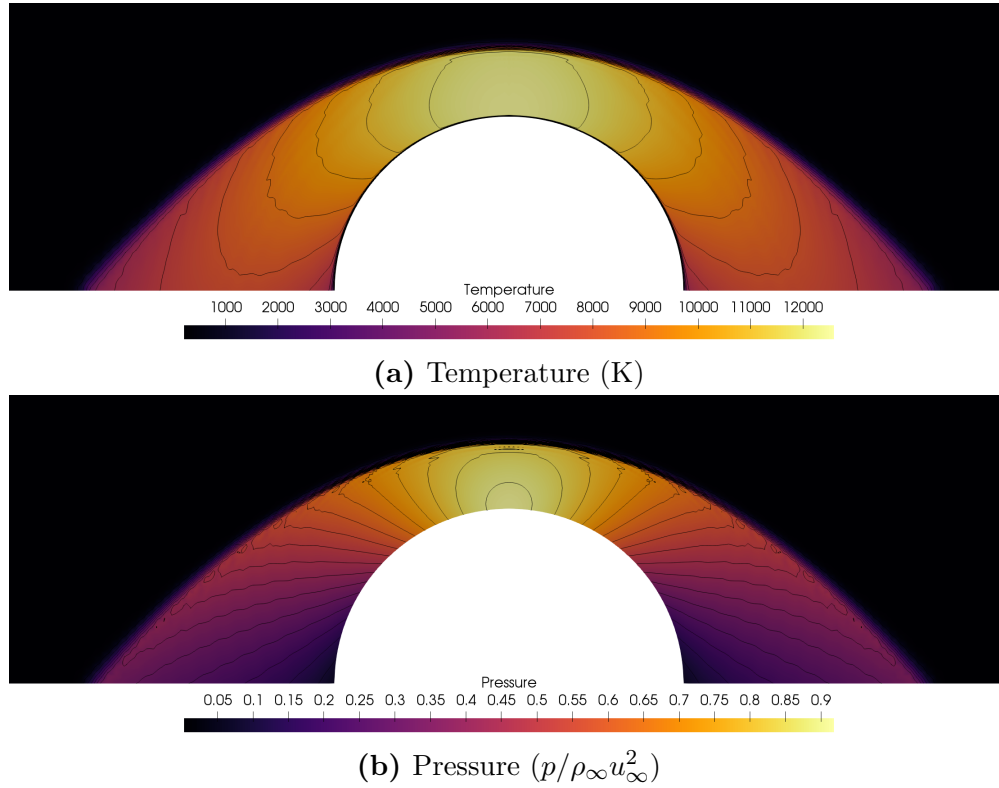 Temperature
1000 2000 3000 4000 5000 6000 7000 8000 9000 10000 11000 12000
(a) Temperature (K)
Pressure
0.05 0.1 0.15 0.2 0.25 0.3 0.35 0.4 0.45 0.5 0.55 0.6 0.65 0.7 0.75 0.8 0.85 0.9
(b) Pressure (p/ρ∞u²∞)